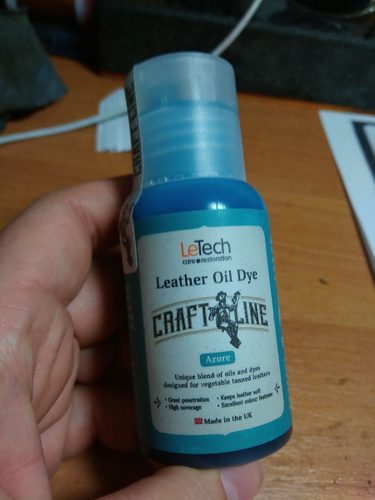 LeTech
care●restoration
Leather Oil Dye
CRAFT LINE
Azure
Unique blend of oils and dyes
designed for vegetable tanned leathers
• Great penetration • Keeps leather soft
• High coverage • Excellent colour fastness
Made in the UK